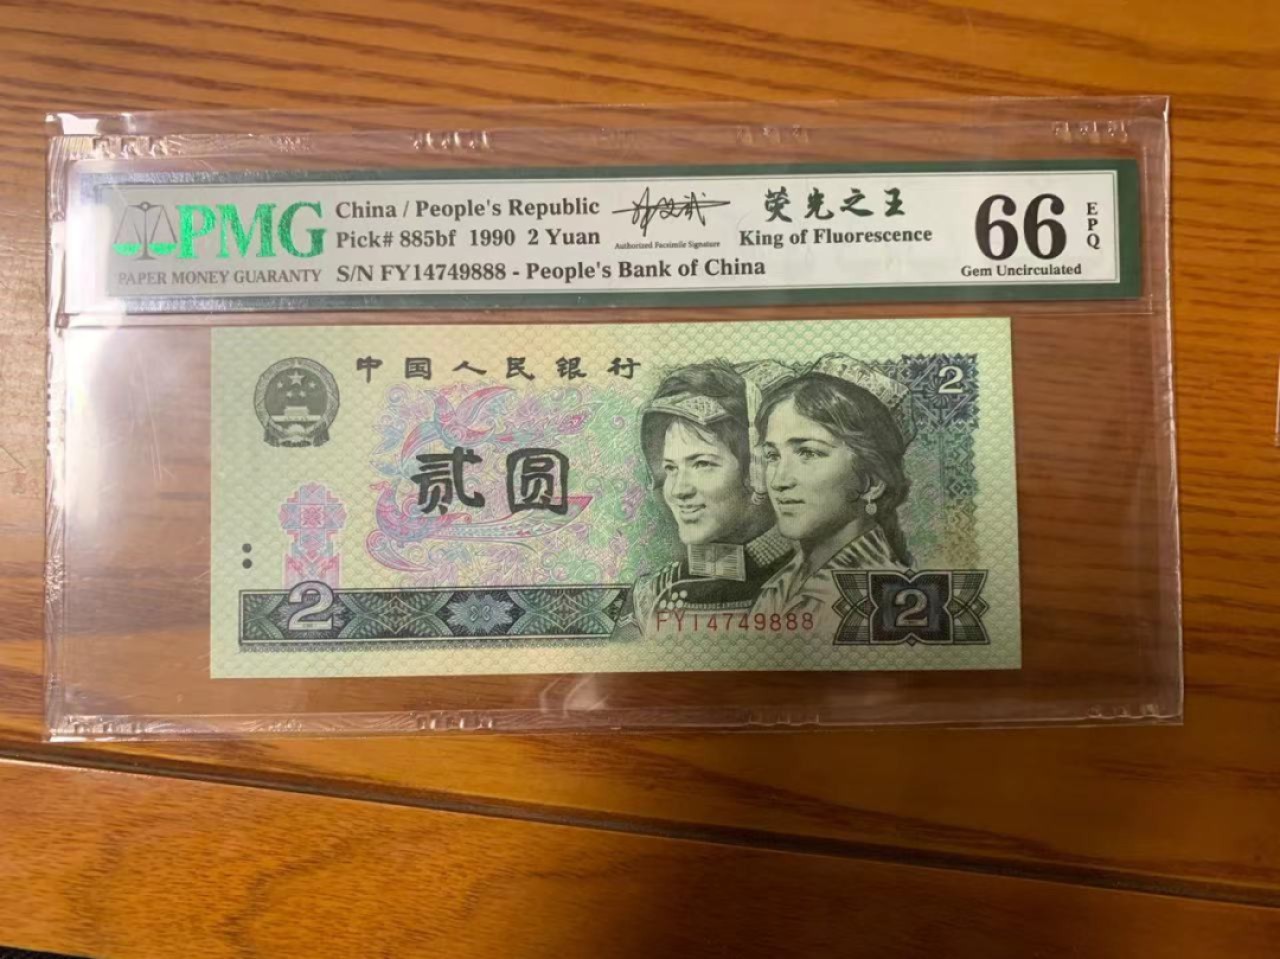 PMG
PAPER MONEY GUARANTY
China / People's Republic
Pick# 885bf 1990 2 Yuan
S/N FY14749888 - People's Bank of China
Authorized Facsimile Signature
荧光之王
King of Fluorescence
66
EPQ
Gem Uncirculated
中国人民银行
2
贰圆
2
FY14749888
2